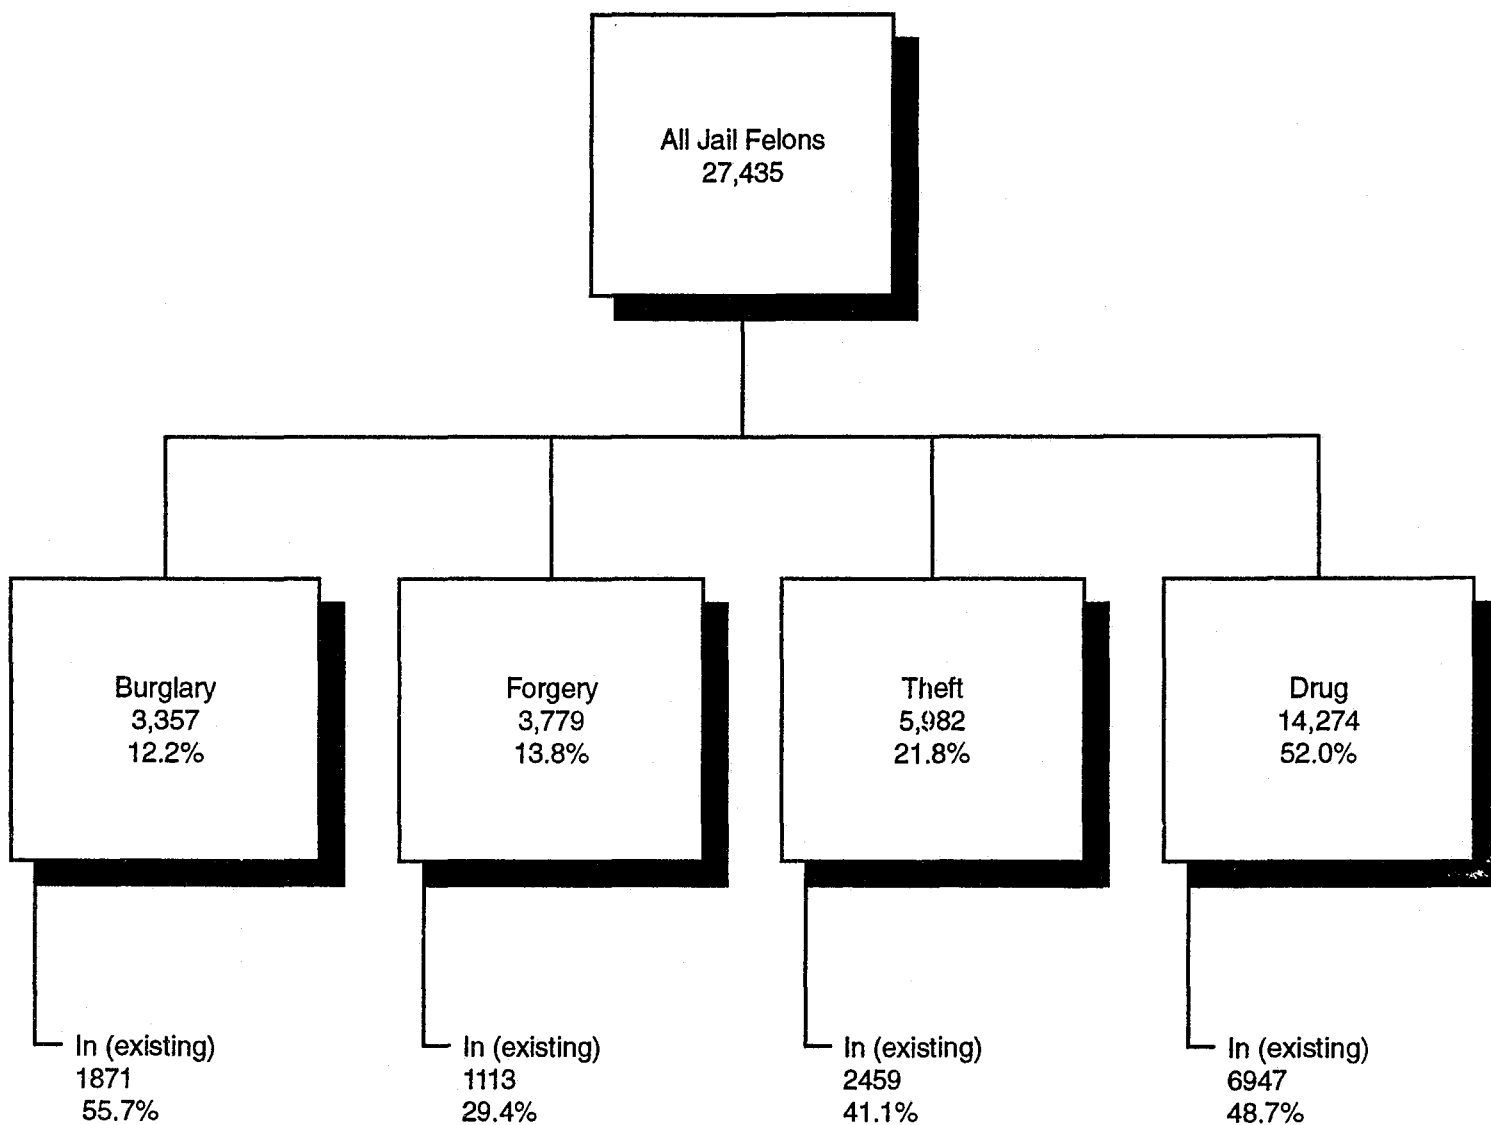 All Jail Felons
27,435
Burglary
3,357
12.2%
Forgery
3,779
13.8%
Theft
5,982
21.8%
Drug
14,274
52.0%
In (existing)
1871
55.7%
In (existing)
1113
29.4%
In (existing)
2459
41.1%
In (existing)
6947
48.7%